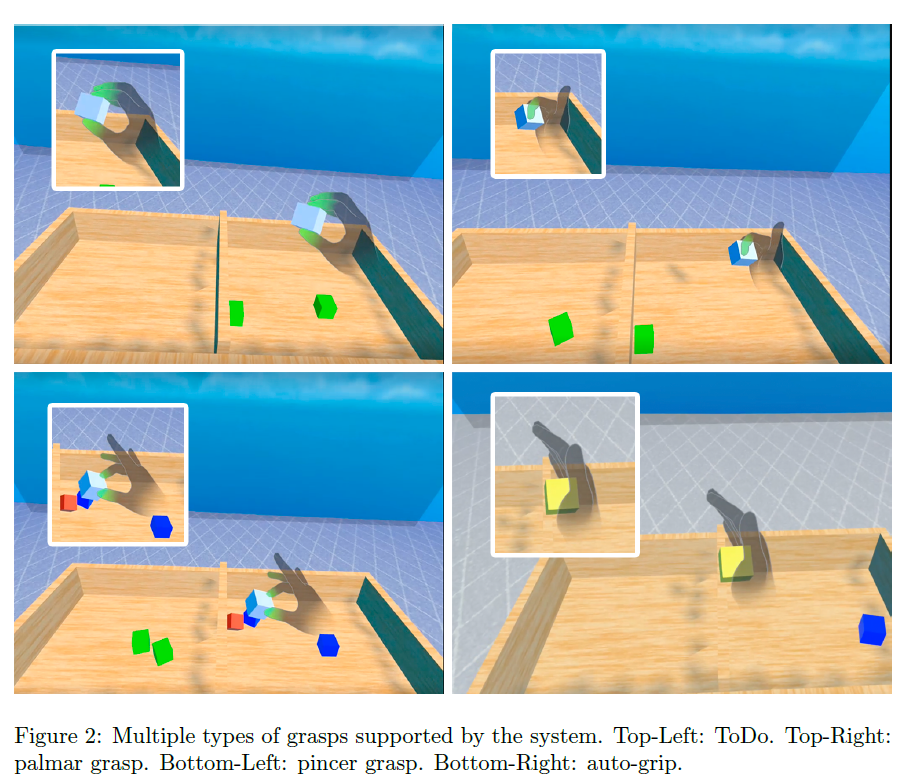 Figure 2: Multiple types of grasps supported by the system. Top-Left: ToDo. Top-Right:
palmar grasp. Bottom-Left: pincer grasp. Bottom-Right: auto-grip.